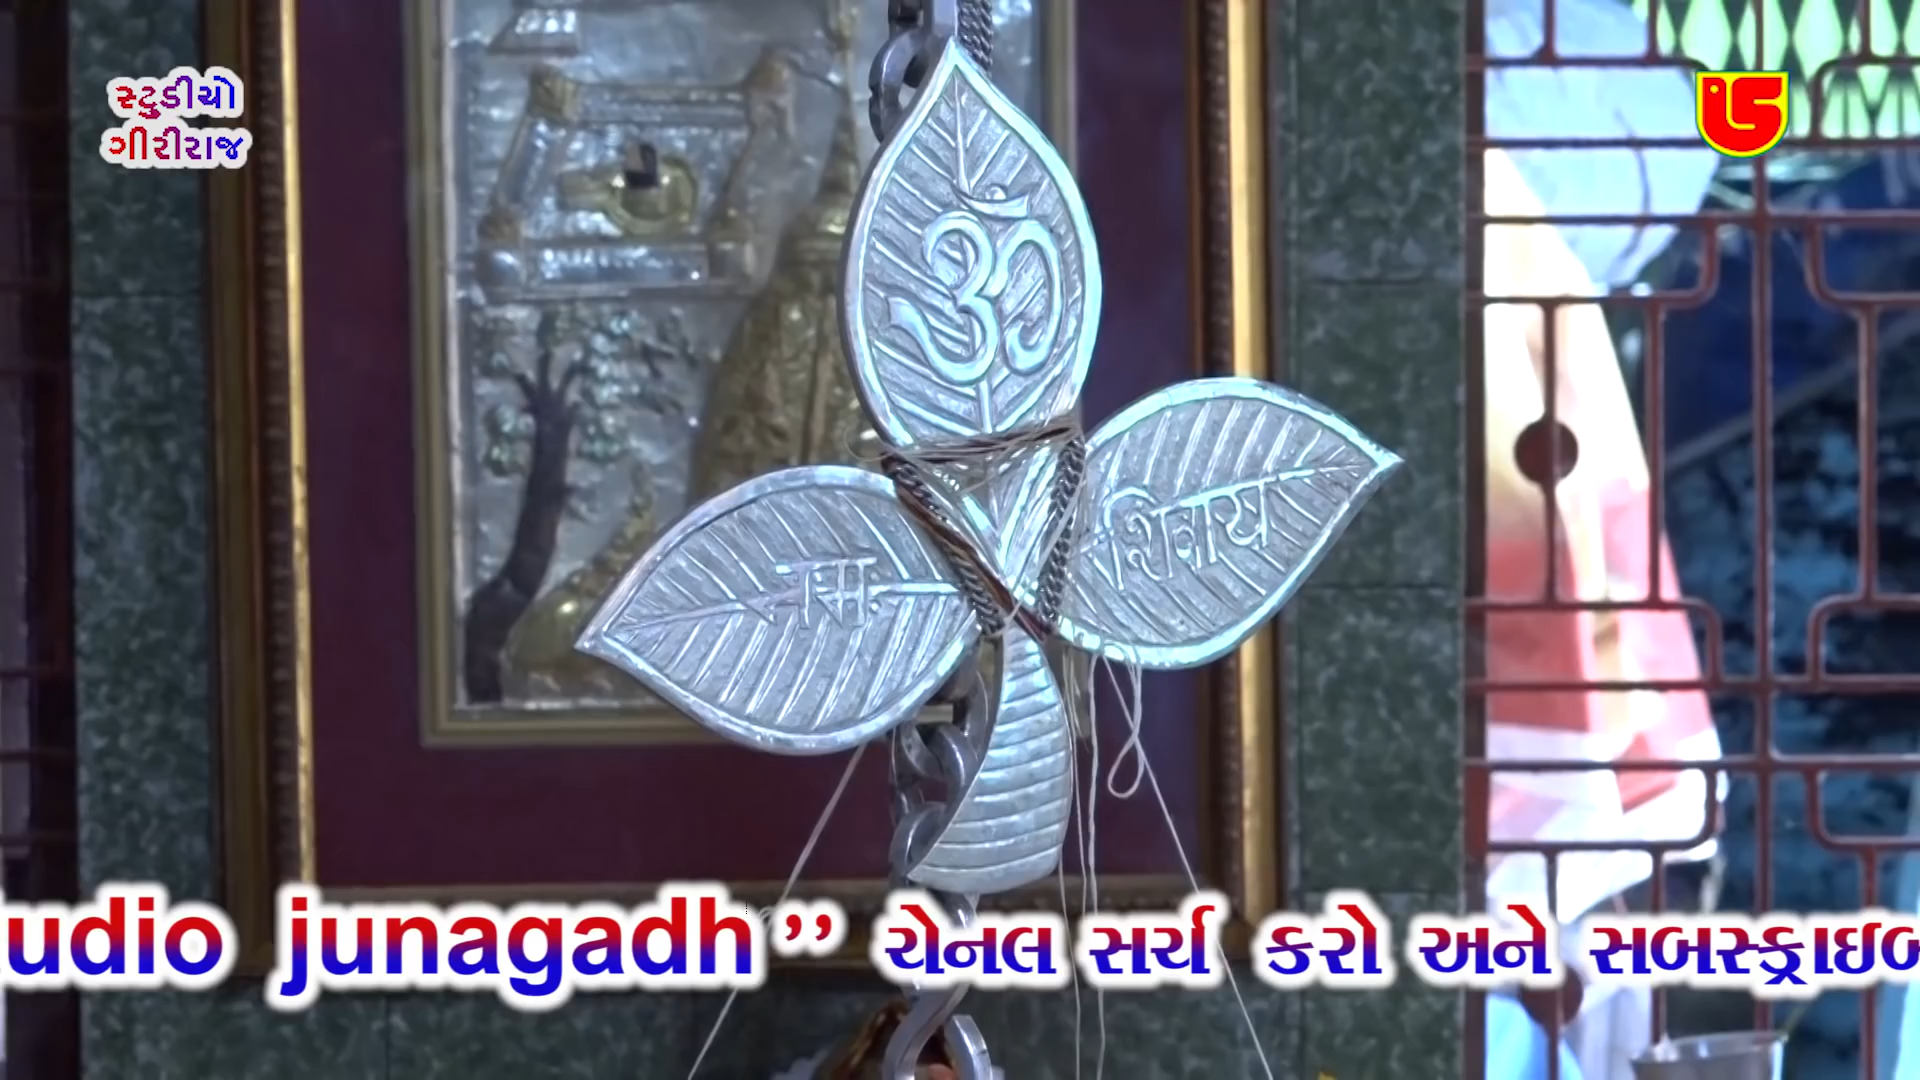 સ્ટુડીયો
ગીરીરાજ
ॐ
नमः
शिवाय
udio junagadh” ચેનલ સર્ચ કરો અને સબસ્ક્રાઇબ